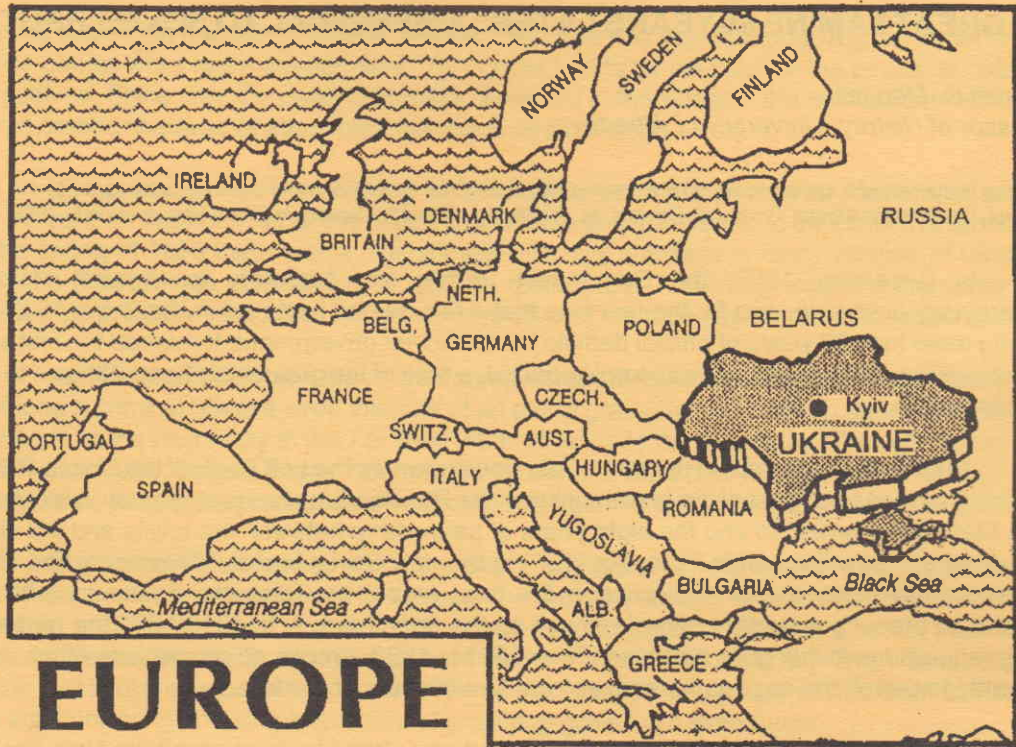 NORWAY
SWEDEN
FINLAND
IRELAND
DENMARK
RUSSIA
BRITAIN
NETH.
BELG.
GERMANY
POLAND
BELARUS
FRANCE
CZECH.
Kyiv
UKRAINE
SWITZ.
AUST.
PORTUGAL
SPAIN
ITALY
HUNGARY
ROMANIA
YUGOSLAVIA
BULGARIA
Black Sea
Mediterranean Sea
ALB.
GREECE
EUROPE